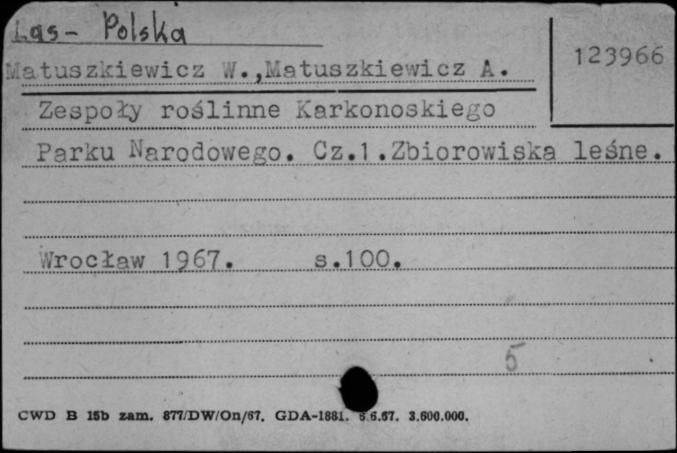 Las - Polska
123966
Matuszkiewicz W.,Matuszkiewicz A.
Zespoły roślinne Karkonoskiego
Parku Narodowego. Cz.1.Zbiorowiska leśne.
Wrocław 1967. s.100.
5
CWD B 15b zam. 877/DW/On/67. GDA-1881. 6.6.67. 3.600.000.